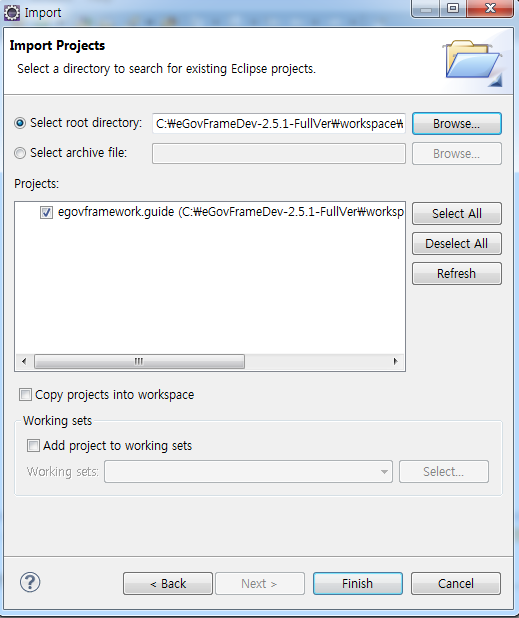 Import
Import Projects
Select a directory to search for existing Eclipse projects.
Select root directory: C:₩eGovFrameDev-2.5.1-FullVer₩workspace₩ Browse...
Select archive file: Browse...
Projects:
egovframework.guide (C:₩eGovFrameDev-2.5.1-FullVer₩worksp
Select All
Deselect All
Refresh
Copy projects into workspace
Working sets
Add project to working sets
Working sets: Select...
? < Back Next > Finish Cancel